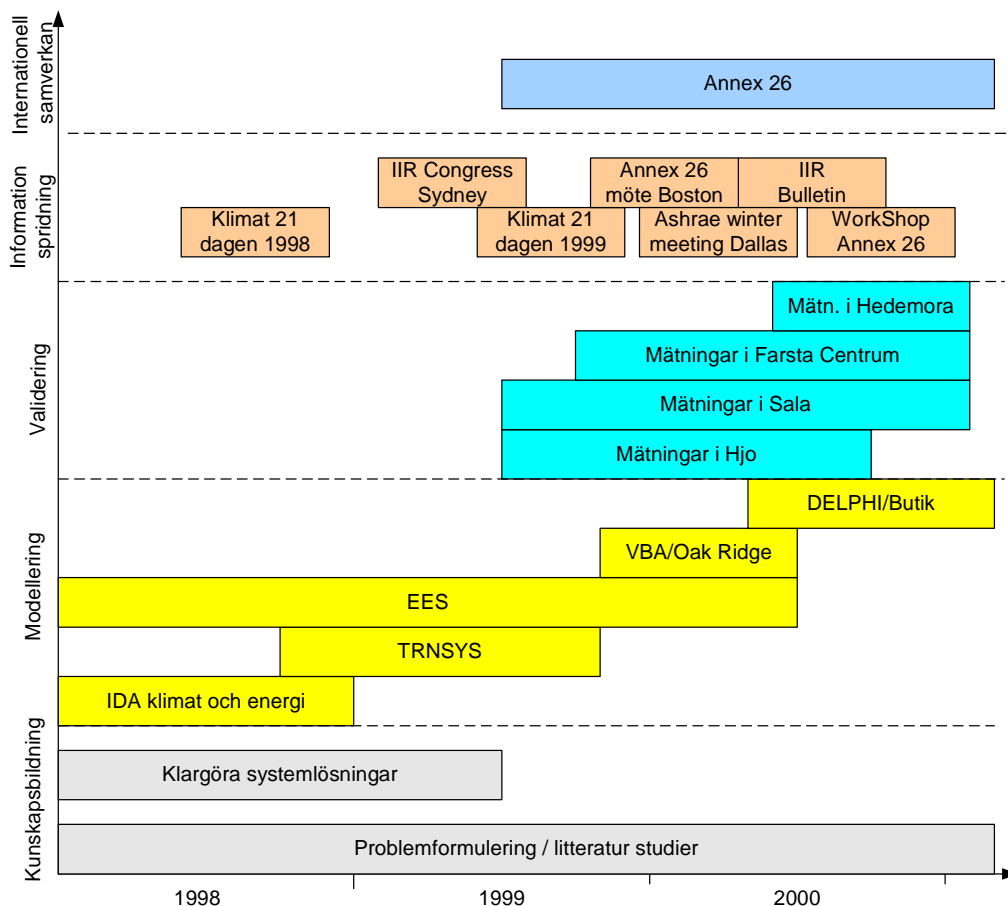 Internationell
samverkan
Annex 26
Information
spridning
IIR Congress
Sydney
Annex 26
möte Boston
IIR
Bulletin
Klimat 21
dagen 1998
Klimat 21
dagen 1999
Ashrae winter
meeting Dallas
WorkShop
Annex 26
Validering
Mätn. i Hedemora
Mätningar i Farsta Centrum
Mätningar i Sala
Mätningar i Hjo
Modellering
DELPHI/Butik
VBA/Oak Ridge
EES
TRNSYS
IDA klimat och energi
Kunskapsbildning
Klargöra systemlösningar
Problemformulering / litteratur studier
1998
1999
2000